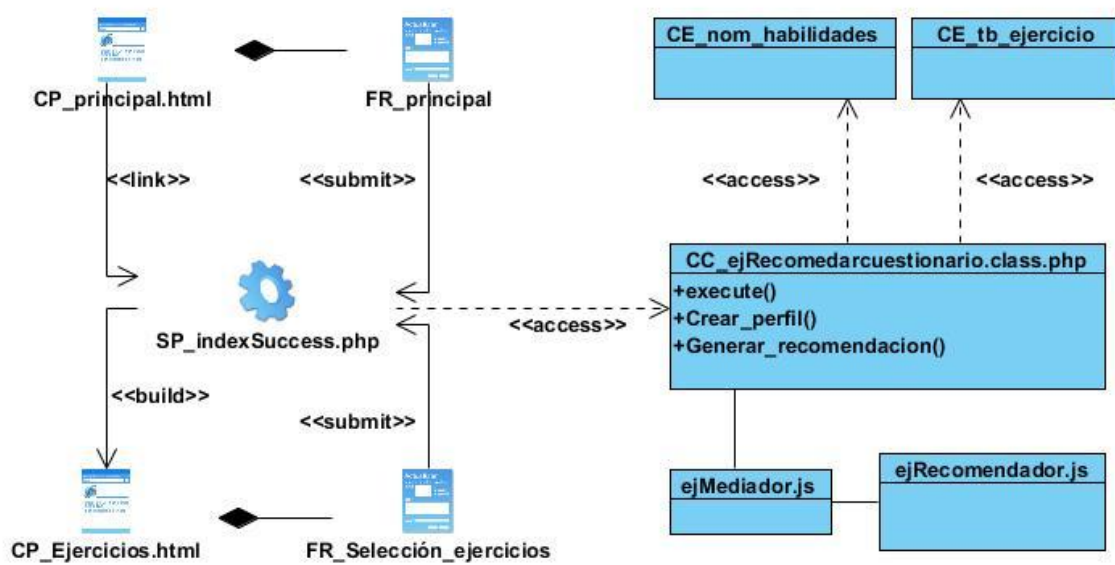 CE_nom_habilidades
CE_tb_ejercicio
CP_principal.html
FR_principal
<<link>>
<<submit>>
<<access>>
<<access>>
CC_ejRecomedarcuestionario.class.php
+execute()
+Crear_perfil()
+Generar_recomendacion()
<<access>>
SP_indexSuccess.php
<<build>>
<<submit>>
ejMediador.js
ejRecomendador.js
CP_Ejercicios.html
FR_Selección_ejercicios